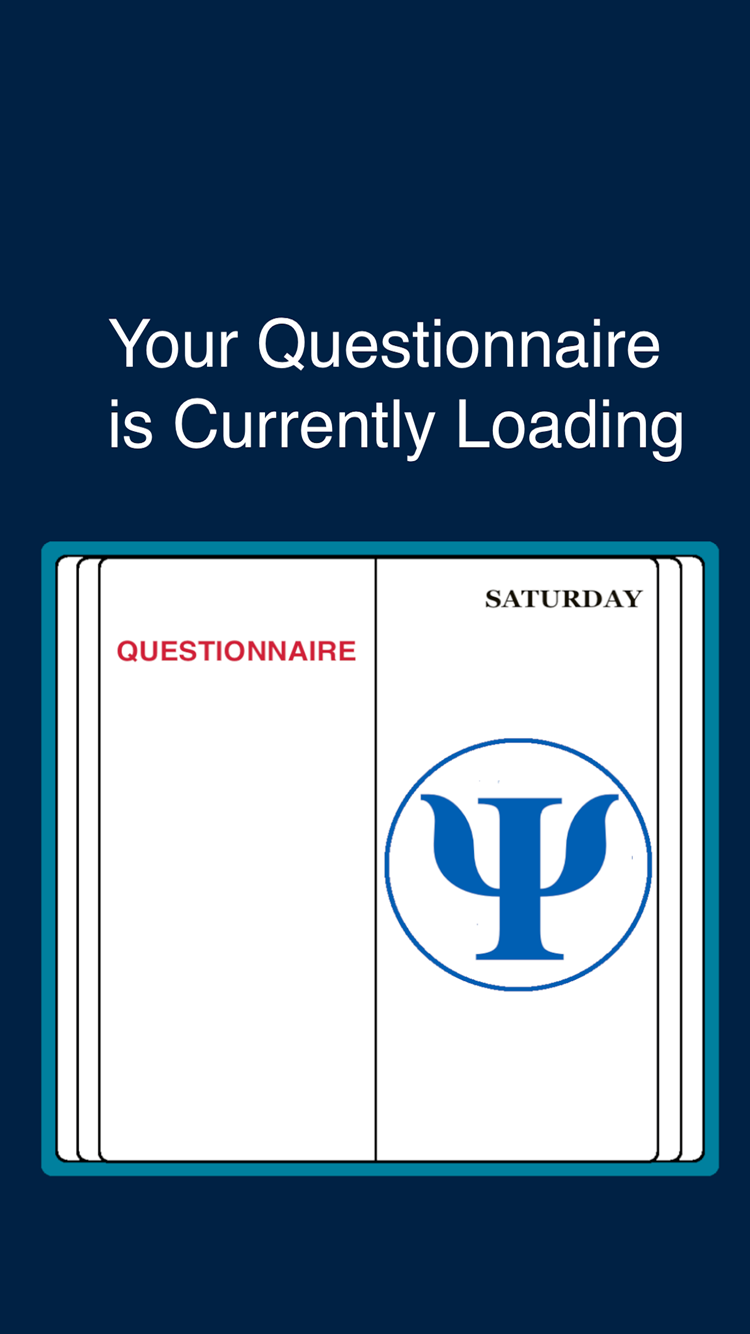 Your Questionnaire
is Currently Loading
SATURDAY
QUESTIONNAIRE
Ψ